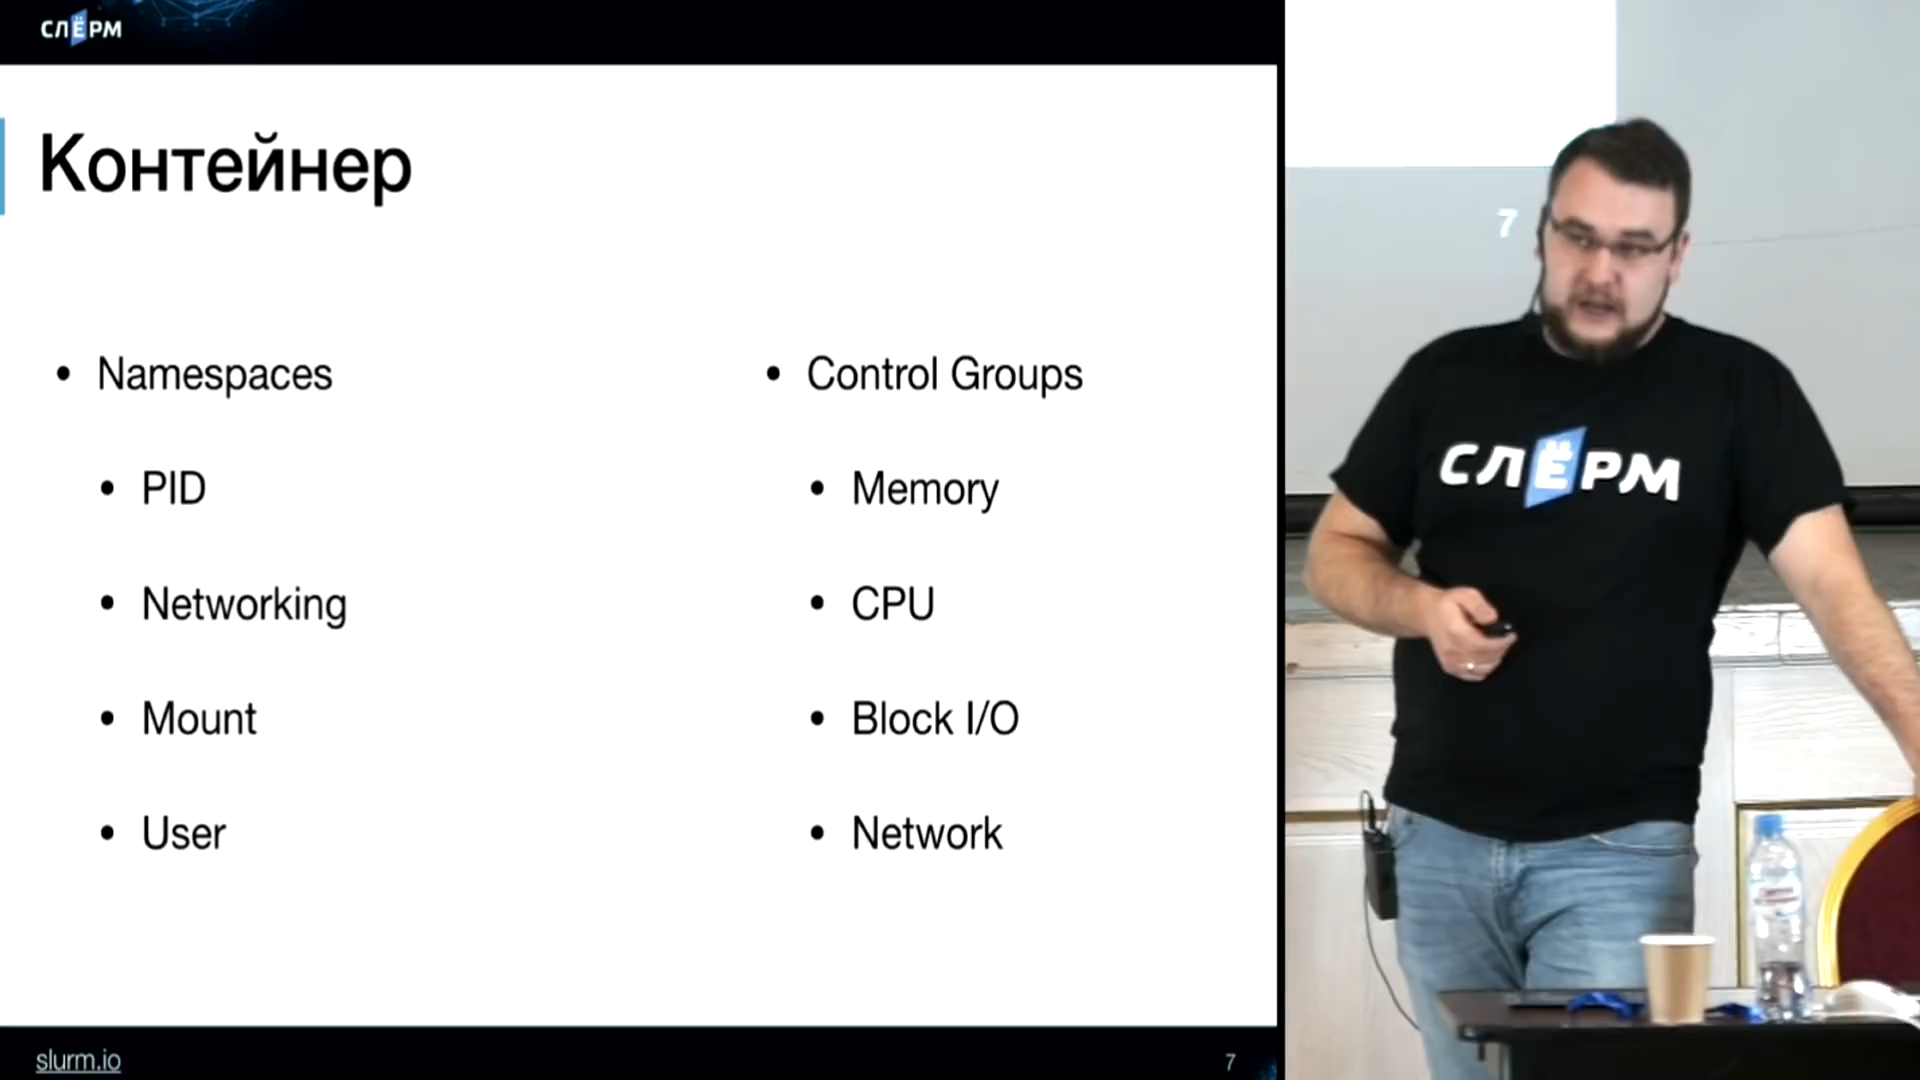 СЛЁРМ
Контейнер
• Namespaces
• PID
• Networking
• Mount
• User
• Control Groups
• Memory
• CPU
• Block I/O
• Network
slurm.io
7
7
СЛЁРМ